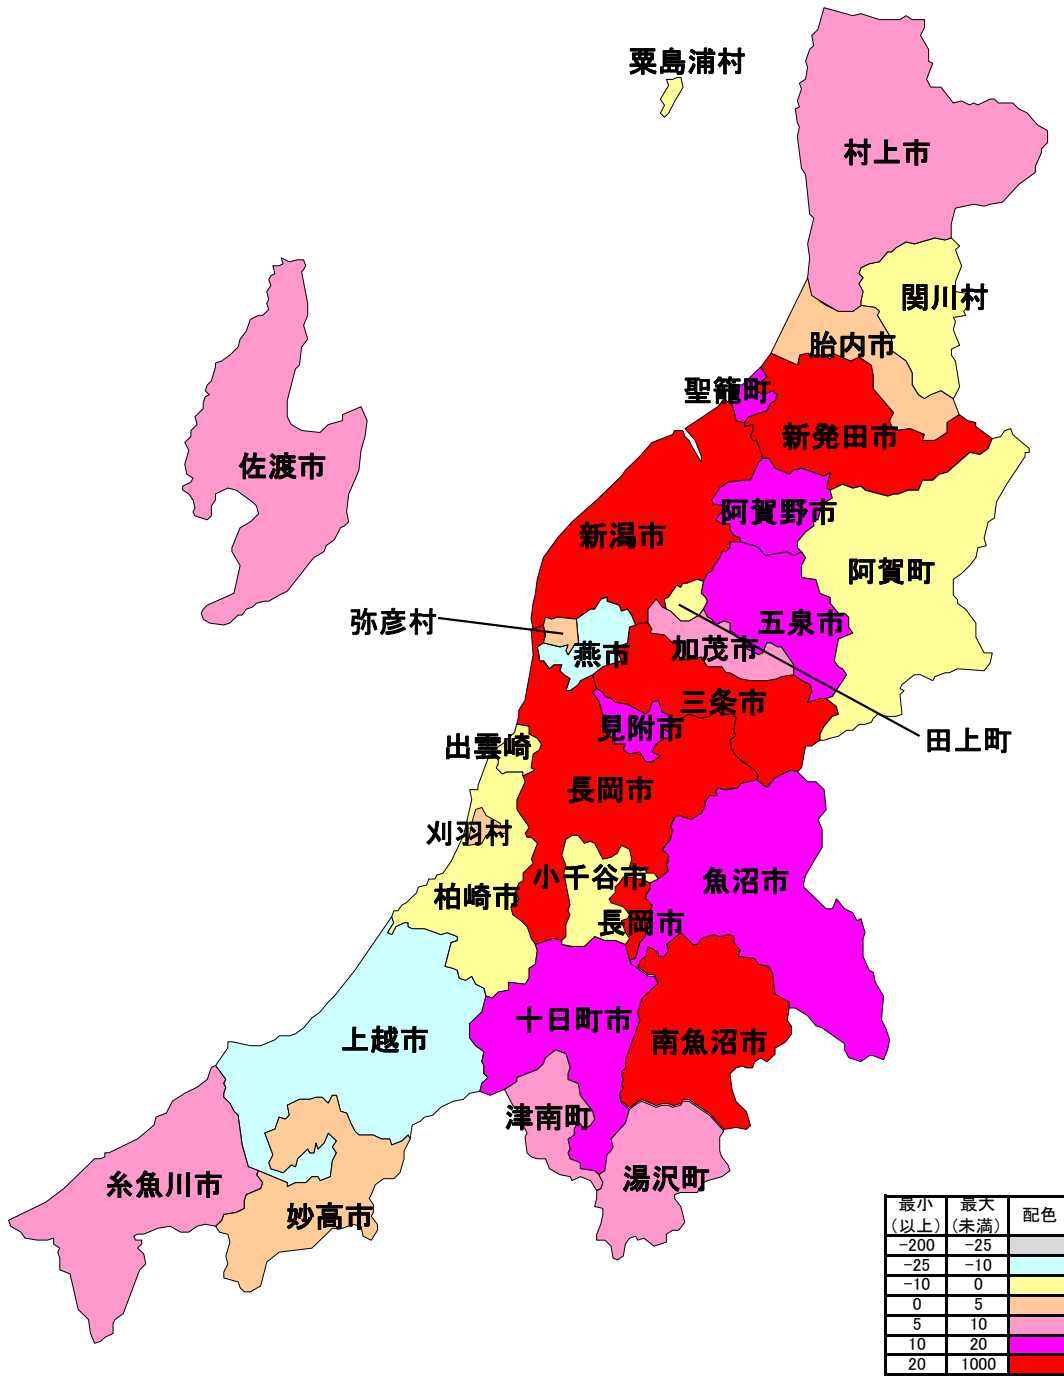 粟島浦村
村上市
関川村
胎内市
聖籠町
新発田市
佐渡市
阿賀野市
新潟市
阿賀町
弥彦村
五泉市
燕市
加茂市
三条市
見附市
田上町
出雲崎
長岡市
刈羽村
小千谷市
魚沼市
柏崎市
長岡市
十日町市
上越市
南魚沼市
津南町
湯沢町
糸魚川市
妙高市
最小 最大 配色
(以上) (未満)
-200 -25
-25 -10
-10 0
0 5
5 10
10 20
20 1000